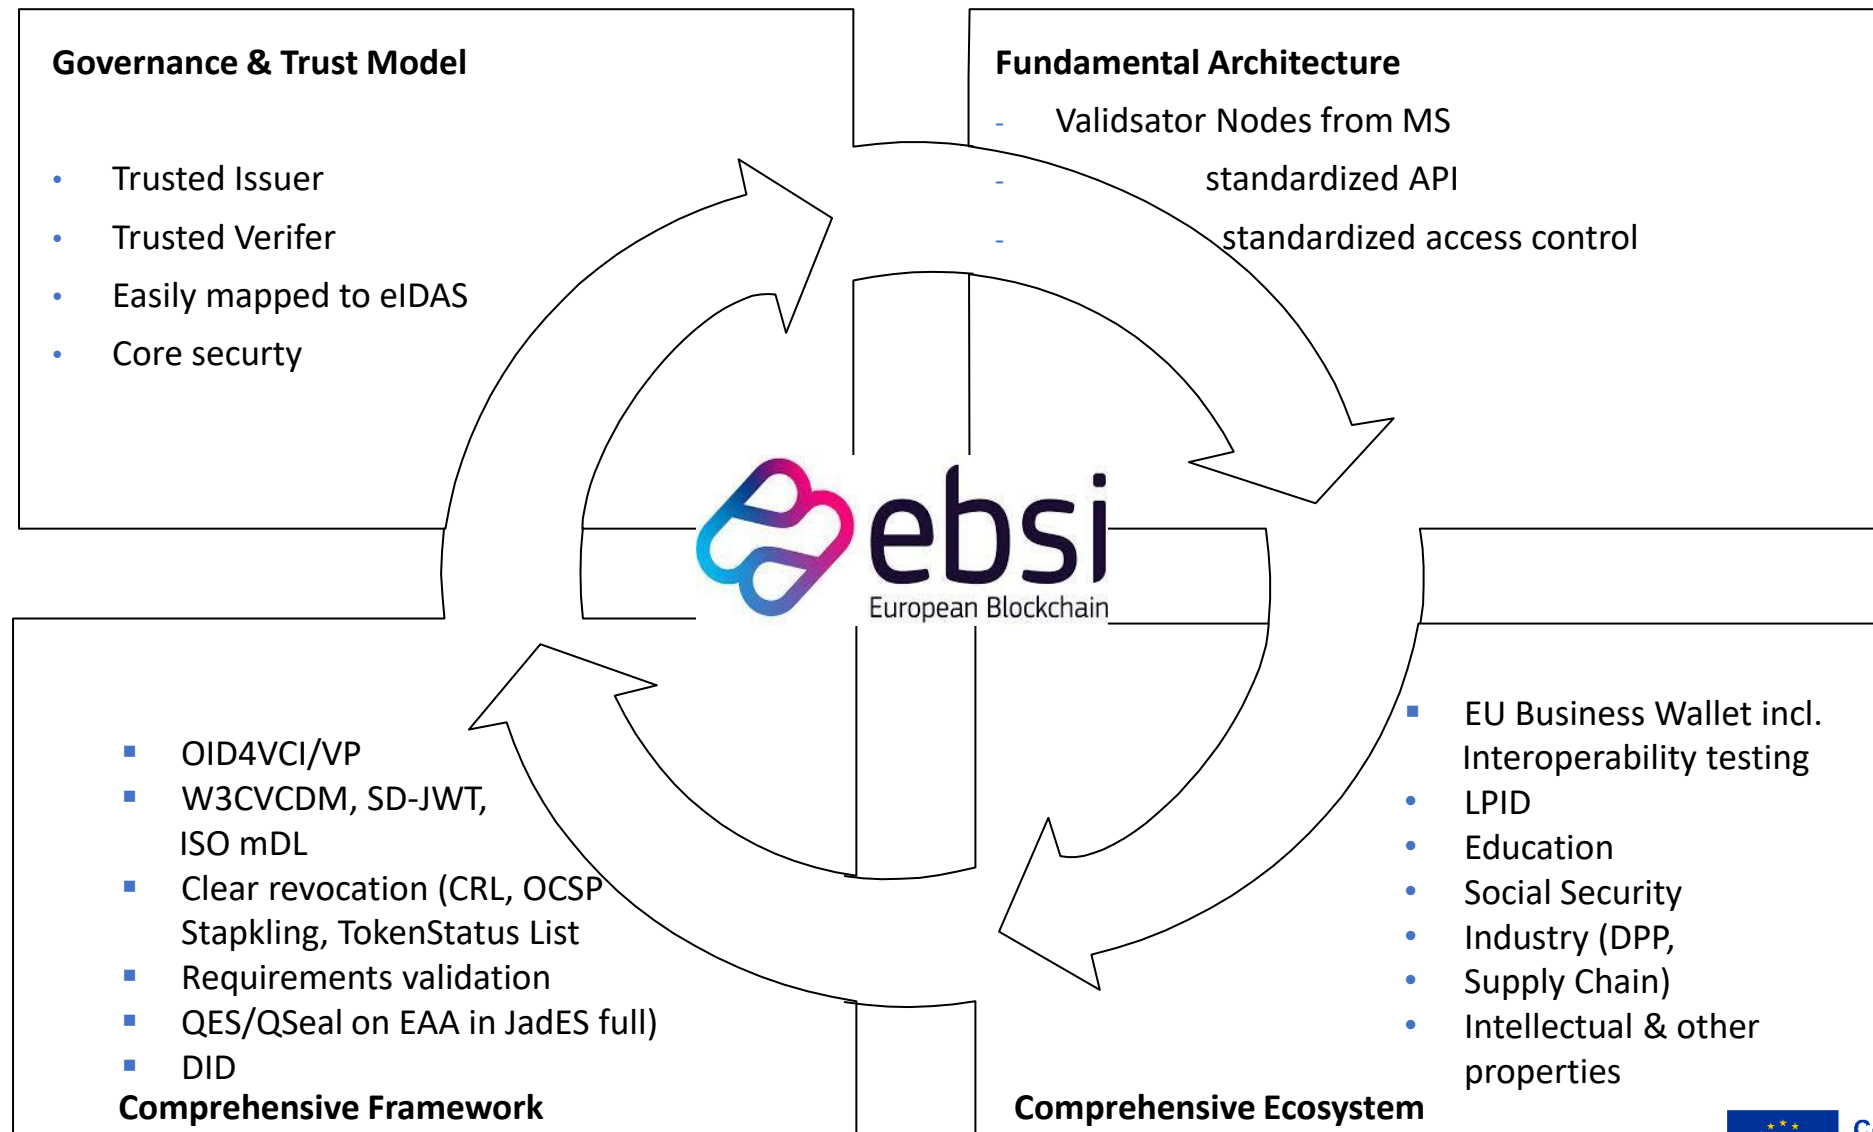 Governance & Trust Model
Trusted Issuer
Trusted Verifer
Easily mapped to eIDAS
Core securty
Fundamental Architecture
- Validsator Nodes from MS
- standardized API
- standardized access control
ebsi
European Blockchain
OID4VCI/VP
W3CVCDM, SD-JWT,
ISO mDL
Clear revocation (CRL, OCSP
Stapkling, TokenStatus List
Requirements validation
QES/QSeal on EAA in JadES full)
DID
Comprehensive Framework
EU Business Wallet incl.
Interoperability testing
LPID
Education
Social Security
Industry (DPP,
Supply Chain)
Intellectual & other
properties
Comprehensive Ecosystem